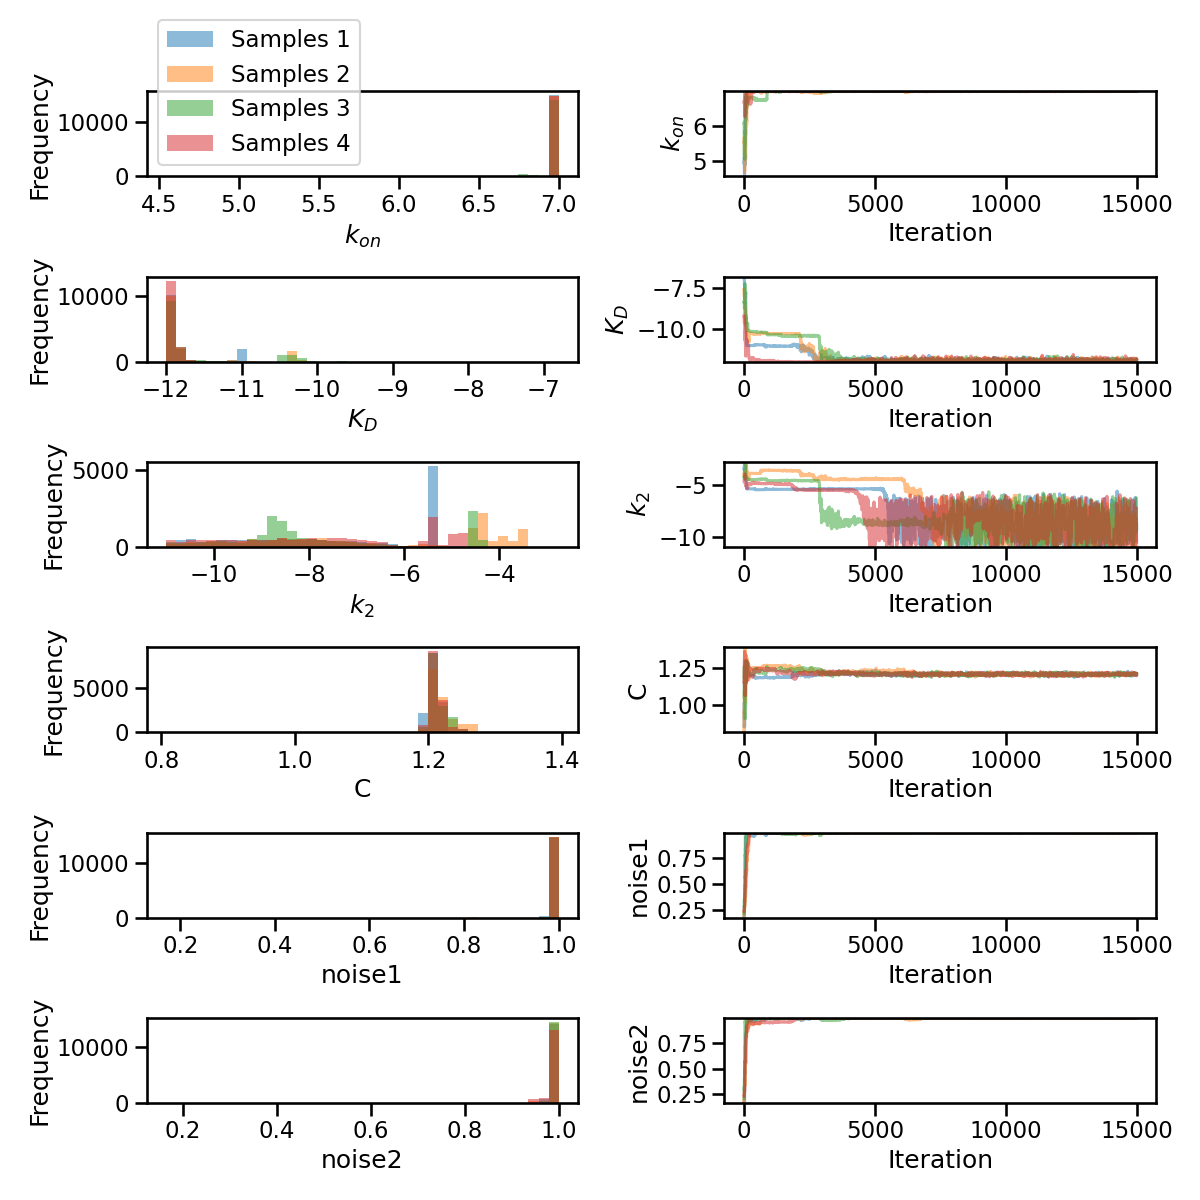 Samples 1
Samples 2
Samples 3
Samples 4
Frequency
10000
0
4.5 5.0 5.5 6.0 6.5 7.0
k_on
k_on
6
5
0 5000 10000 15000
Iteration
Frequency
10000
0
−12 −11 −10 −9 −8 −7
K_D
K_D
−7.5
−10.0
0 5000 10000 15000
Iteration
Frequency
5000
0
−10 −8 −6 −4
k_2
k_2
−5
−10
0 5000 10000 15000
Iteration
Frequency
5000
0
0.8 1.0 1.2 1.4
C
C
1.25
1.00
0 5000 10000 15000
Iteration
Frequency
10000
0
0.2 0.4 0.6 0.8 1.0
noise1
noise1
0.75
0.50
0.25
0 5000 10000 15000
Iteration
Frequency
10000
0
0.2 0.4 0.6 0.8 1.0
noise2
noise2
0.75
0.50
0.25
0 5000 10000 15000
Iteration